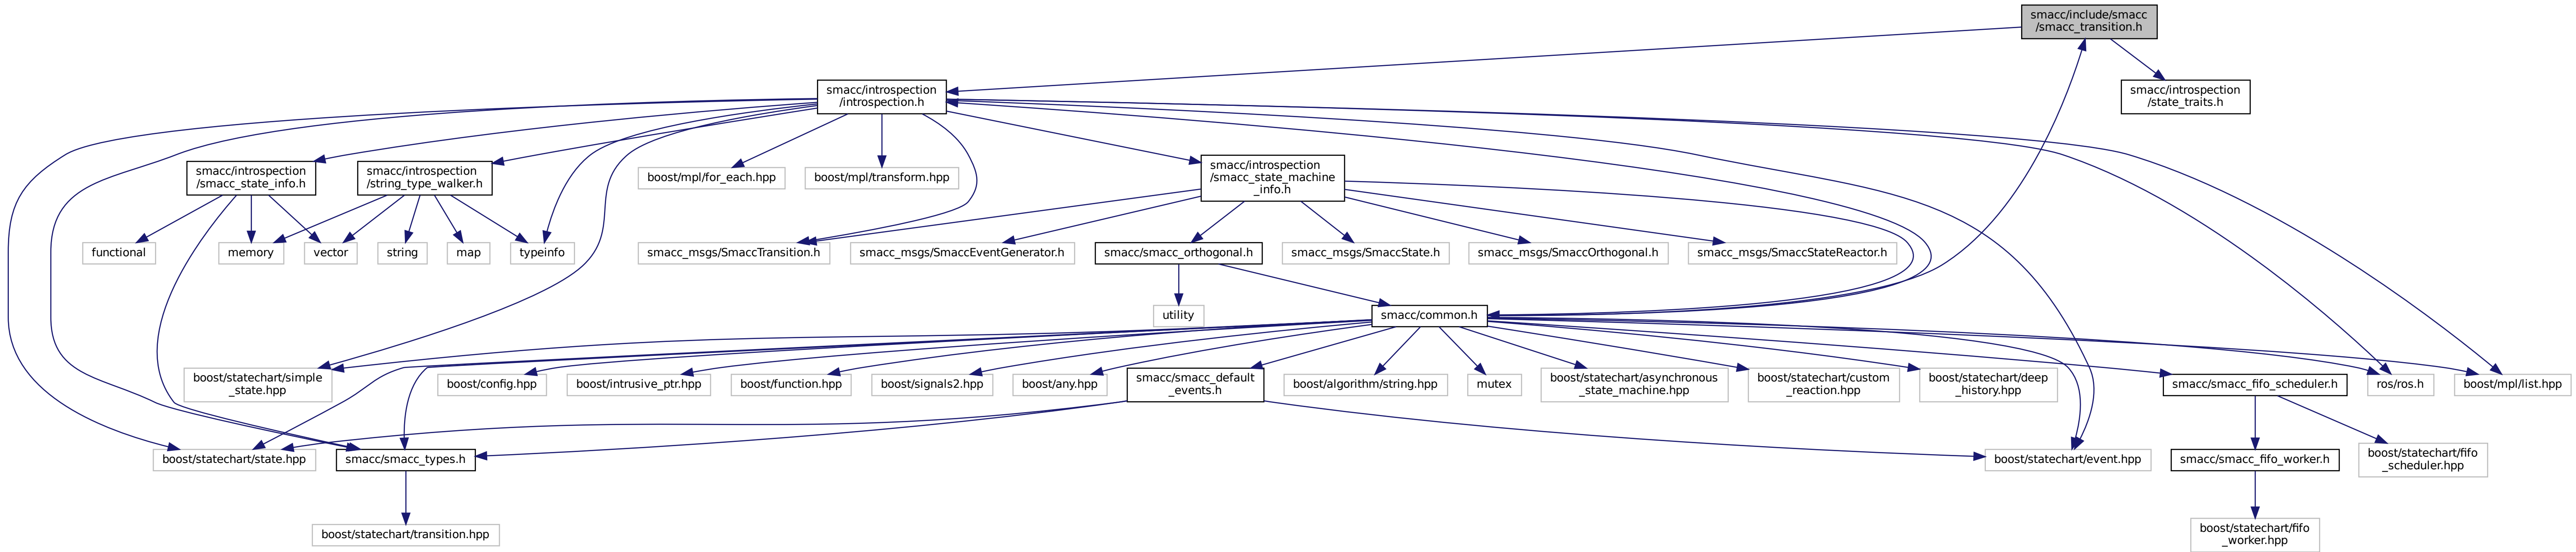 smacc/include/smacc
/smacc_transition.h
smacc/introspection
/introspection.h
smacc/introspection
/state_traits.h
smacc/introspection
/smacc_state_info.h
smacc/introspection
/string_type_walker.h
boost/mpl/for_each.hpp
boost/mpl/transform.hpp
smacc/introspection
/smacc_state_machine
_info.h
functional
memory
vector
string
map
typeinfo
smacc_msgs/SmaccTransition.h
smacc_msgs/SmaccEventGenerator.h
smacc/smacc_orthogonal.h
smacc_msgs/SmaccState.h
smacc_msgs/SmaccOrthogonal.h
smacc_msgs/SmaccStateReactor.h
utility
smacc/common.h
boost/statechart/simple
_state.hpp
boost/config.hpp
boost/intrusive_ptr.hpp
boost/function.hpp
boost/signals2.hpp
boost/any.hpp
smacc/smacc_default
_events.h
boost/algorithm/string.hpp
mutex
boost/statechart/asynchronous
_state_machine.hpp
boost/statechart/custom
_reaction.hpp
boost/statechart/deep
_history.hpp
smacc/smacc_fifo_scheduler.h
ros/ros.h
boost/mpl/list.hpp
boost/statechart/state.hpp
smacc/smacc_types.h
boost/statechart/event.hpp
smacc/smacc_fifo_worker.h
boost/statechart/fifo
_scheduler.hpp
boost/statechart/transition.hpp
boost/statechart/fifo
_worker.hpp